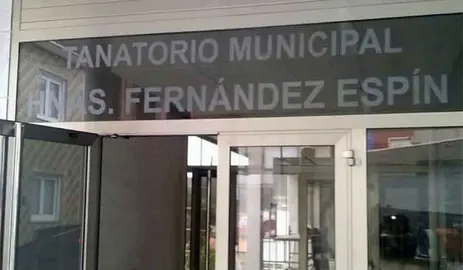 TANATORIO MUNICIPAL
HNOS. FERNÁNDEZ ESPÍN